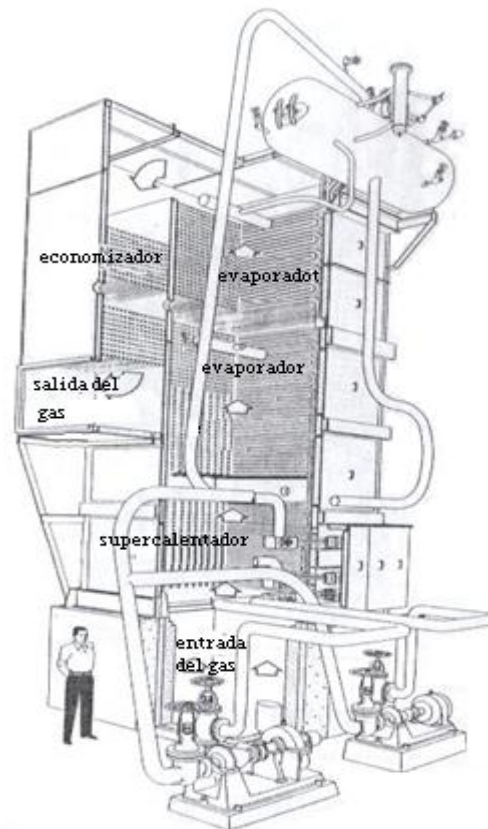 economizador
evaporadot
evaporador
salida del
gas
supercalentador
entrada
del gas